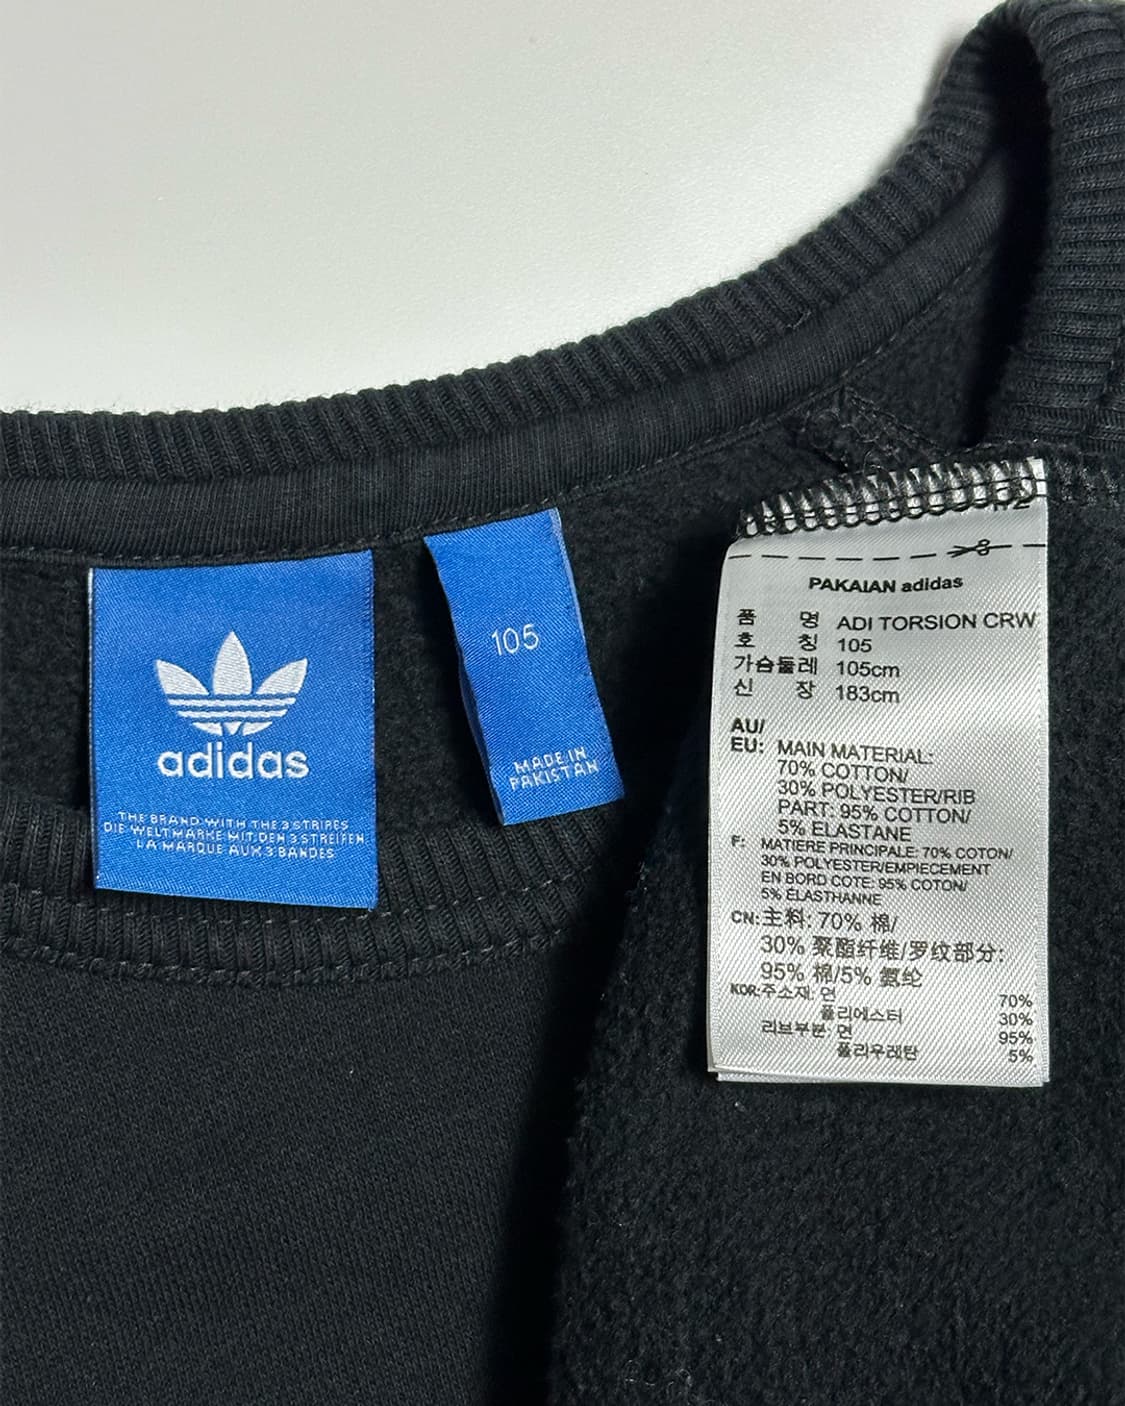 adidas
THE BRAND WITH THE 3 STRIPES
DIE WELTMARKE MIT DEN 3 STREIFEN
LA MARQUE AUX 3 BANDES
105
MADE IN
PAKISTAN
PAKAIAN adidas
품 명 ADI TORSION CRW
호 칭 105
가슴둘레 105cm
신 장 183cm
AU/
EU: MAIN MATERIAL:
70% COTTON/
30% POLYESTER/RIB
PART: 95% COTTON/
5% ELASTANE
F: MATIERE PRINCIPALE: 70% COTON/
30% POLYESTER/EMPIECEMENT
EN BORD COTE: 95% COTON/
5% ELASTHANNE
CN: 主料: 70% 棉/
30% 聚酯纤维/罗纹部分:
95% 棉/5% 氨纶
KOR: 주소재: 면 70%
폴리에스터 30%
리브부분: 면 95%
폴리우레탄 5%